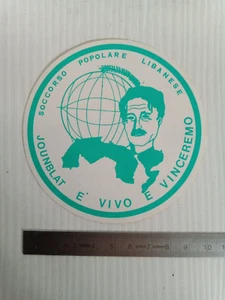 SOCCORSO POPOLARE LIBANESE
JOUNBLAT E' VIVO E VINCEREMO